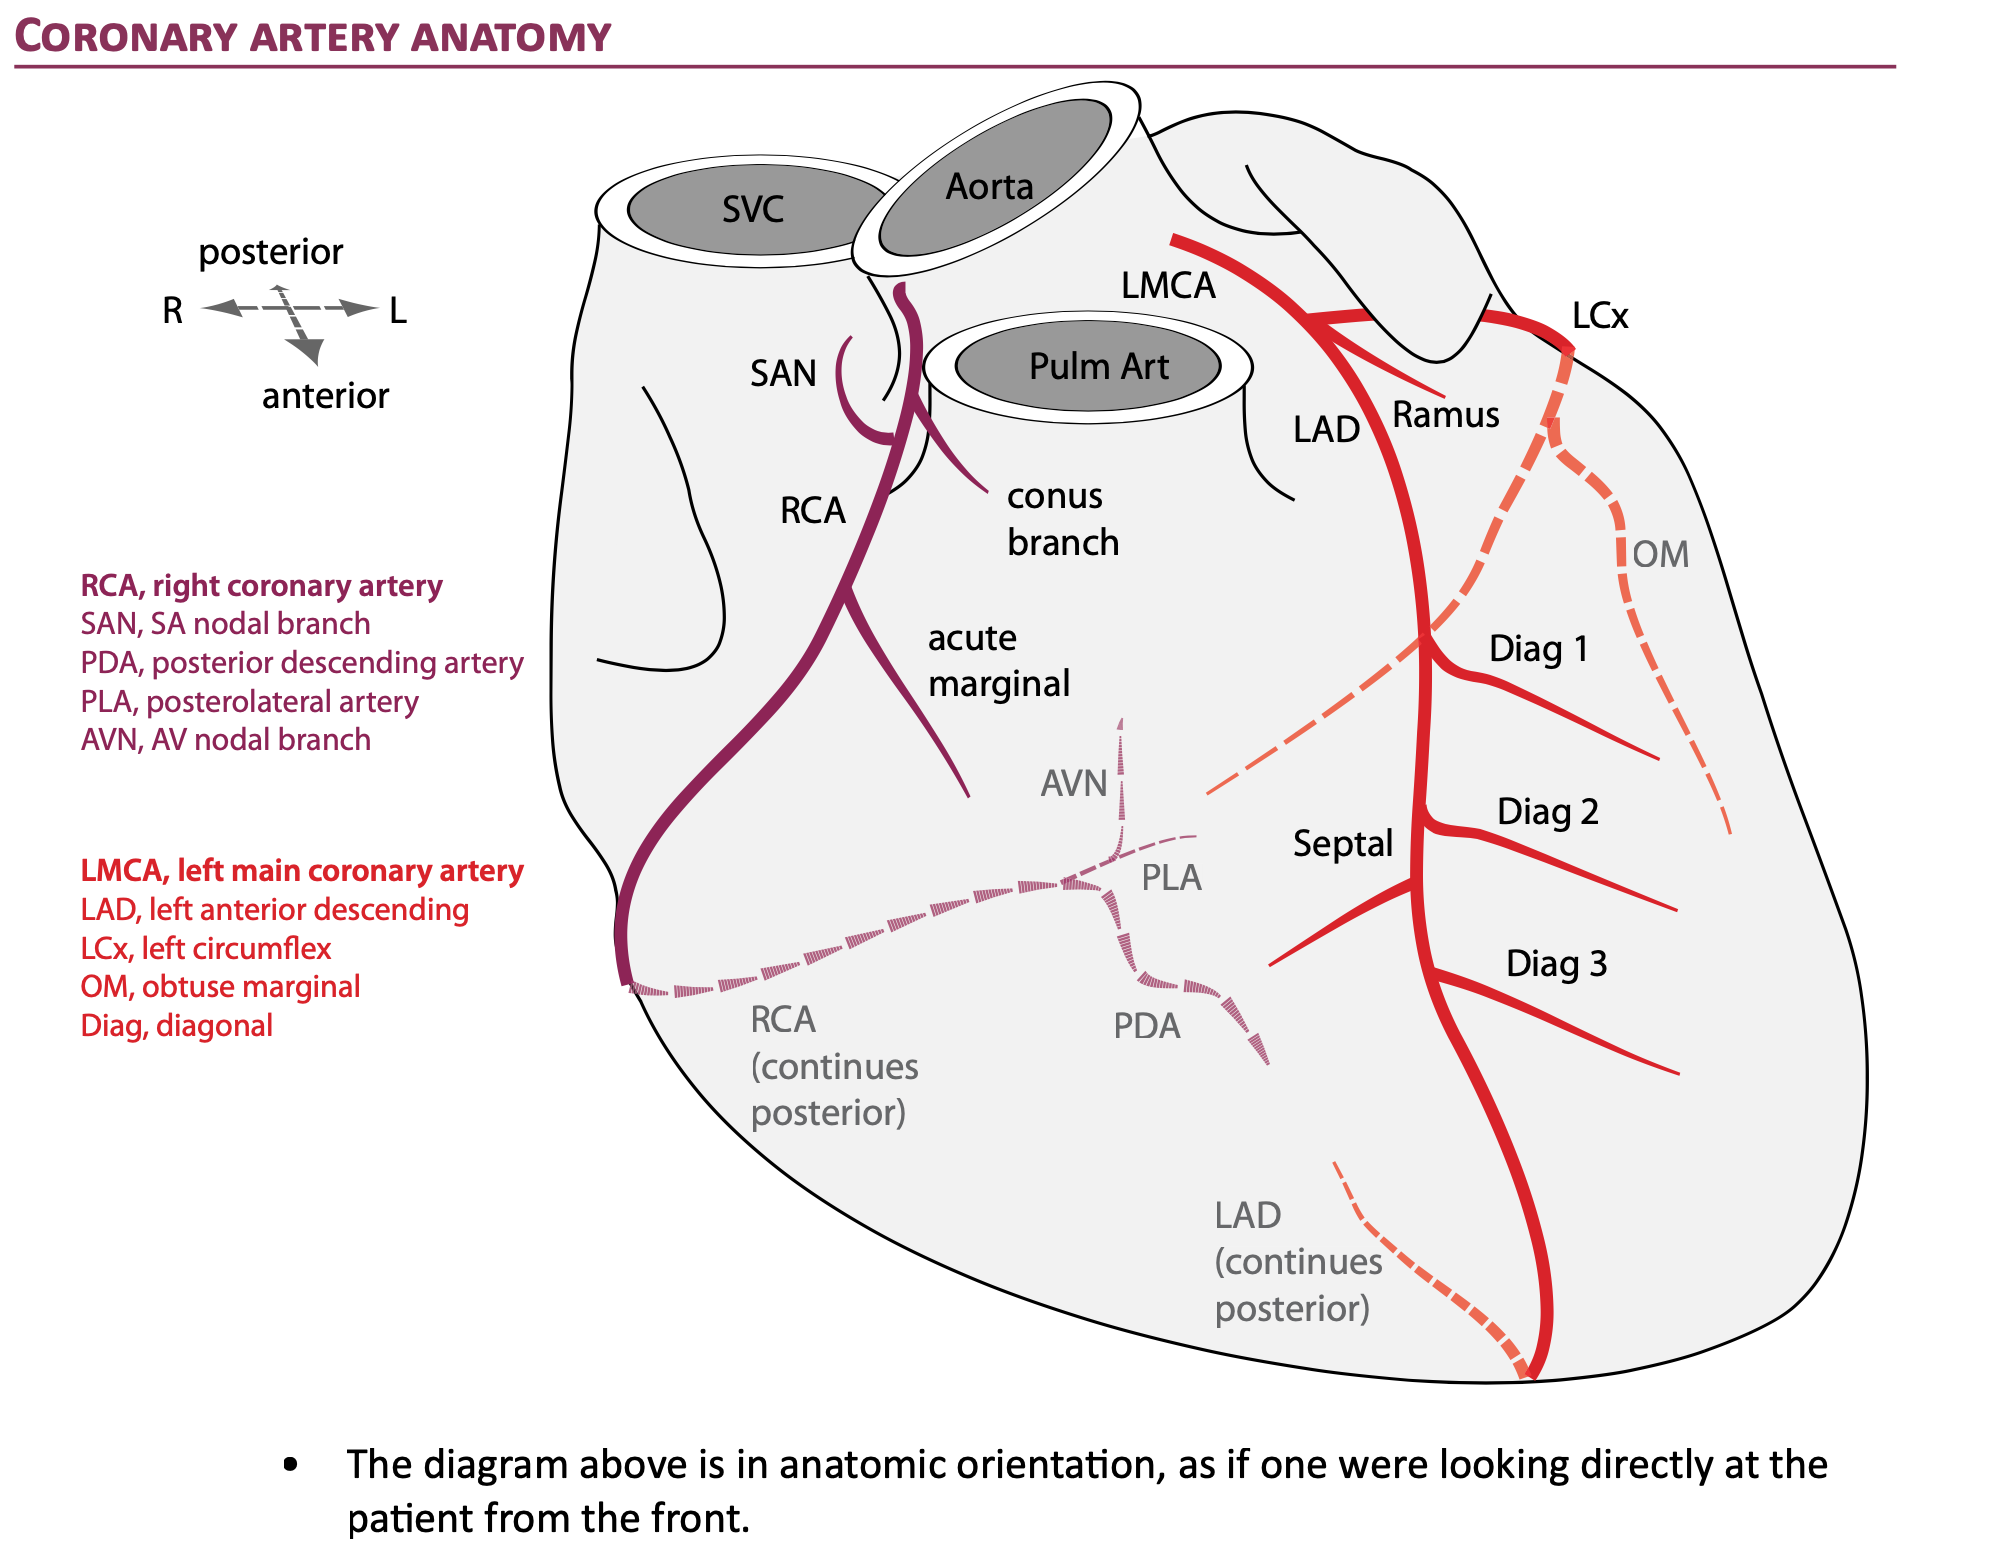 CORONARY ARTERY ANATOMY
Aorta
SVC
posterior
R
L
anterior
LMCA
LCx
Pulm Art
SAN
LAD
Ramus
RCA
conus
branch
OM
RCA, right coronary artery
SAN, SA nodal branch
PDA, posterior descending artery
PLA, posterolateral artery
AVN, AV nodal branch
acute
marginal
Diag 1
AVN
Diag 2
Septal
PLA
LMCA, left main coronary artery
LAD, left anterior descending
LCx, left circumflex
OM, obtuse marginal
Diag, diagonal
Diag 3
RCA
(continues
posterior)
PDA
LAD
(continues
posterior)
• The diagram above is in anatomic orientation, as if one were looking directly at the
patient from the front.